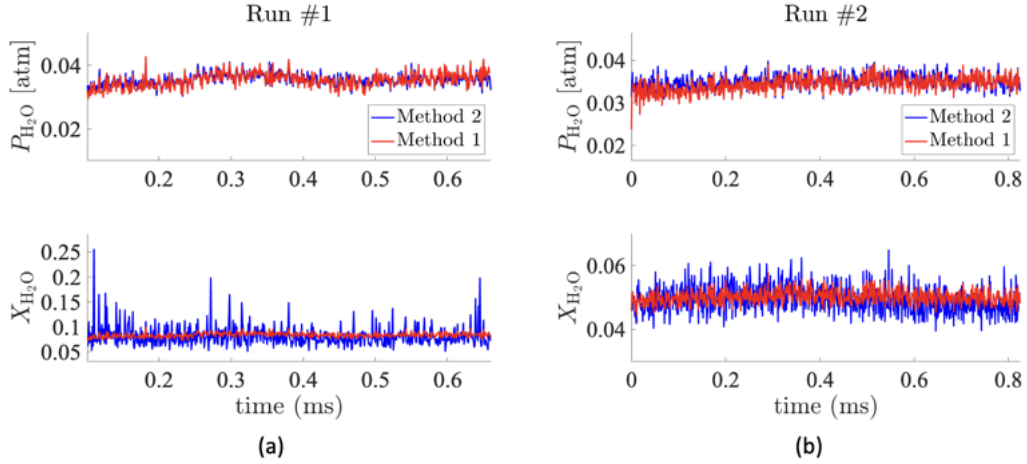 Run #1
P_H₂O [atm]
0.04
0.02
Method 2
Method 1
0.2 0.3 0.4 0.5 0.6
X_H₂O
0.25
0.2
0.15
0.1
0.05
0.2 0.3 0.4 0.5 0.6
time (ms)
(a)
Run #2
P_H₂O [atm]
0.04
0.03
0.02
Method 2
Method 1
0 0.2 0.4 0.6 0.8
X_H₂O
0.06
0.04
0 0.2 0.4 0.6 0.8
time (ms)
(b)